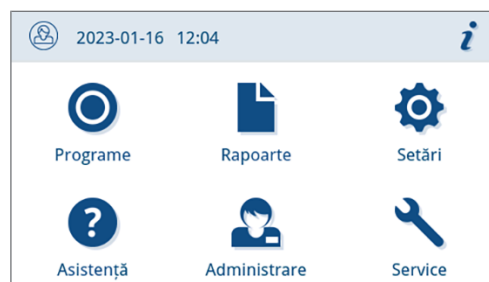 2023-01-16 12:04 i
Programe Rapoarte Setări
?
Asistență Administrare Service